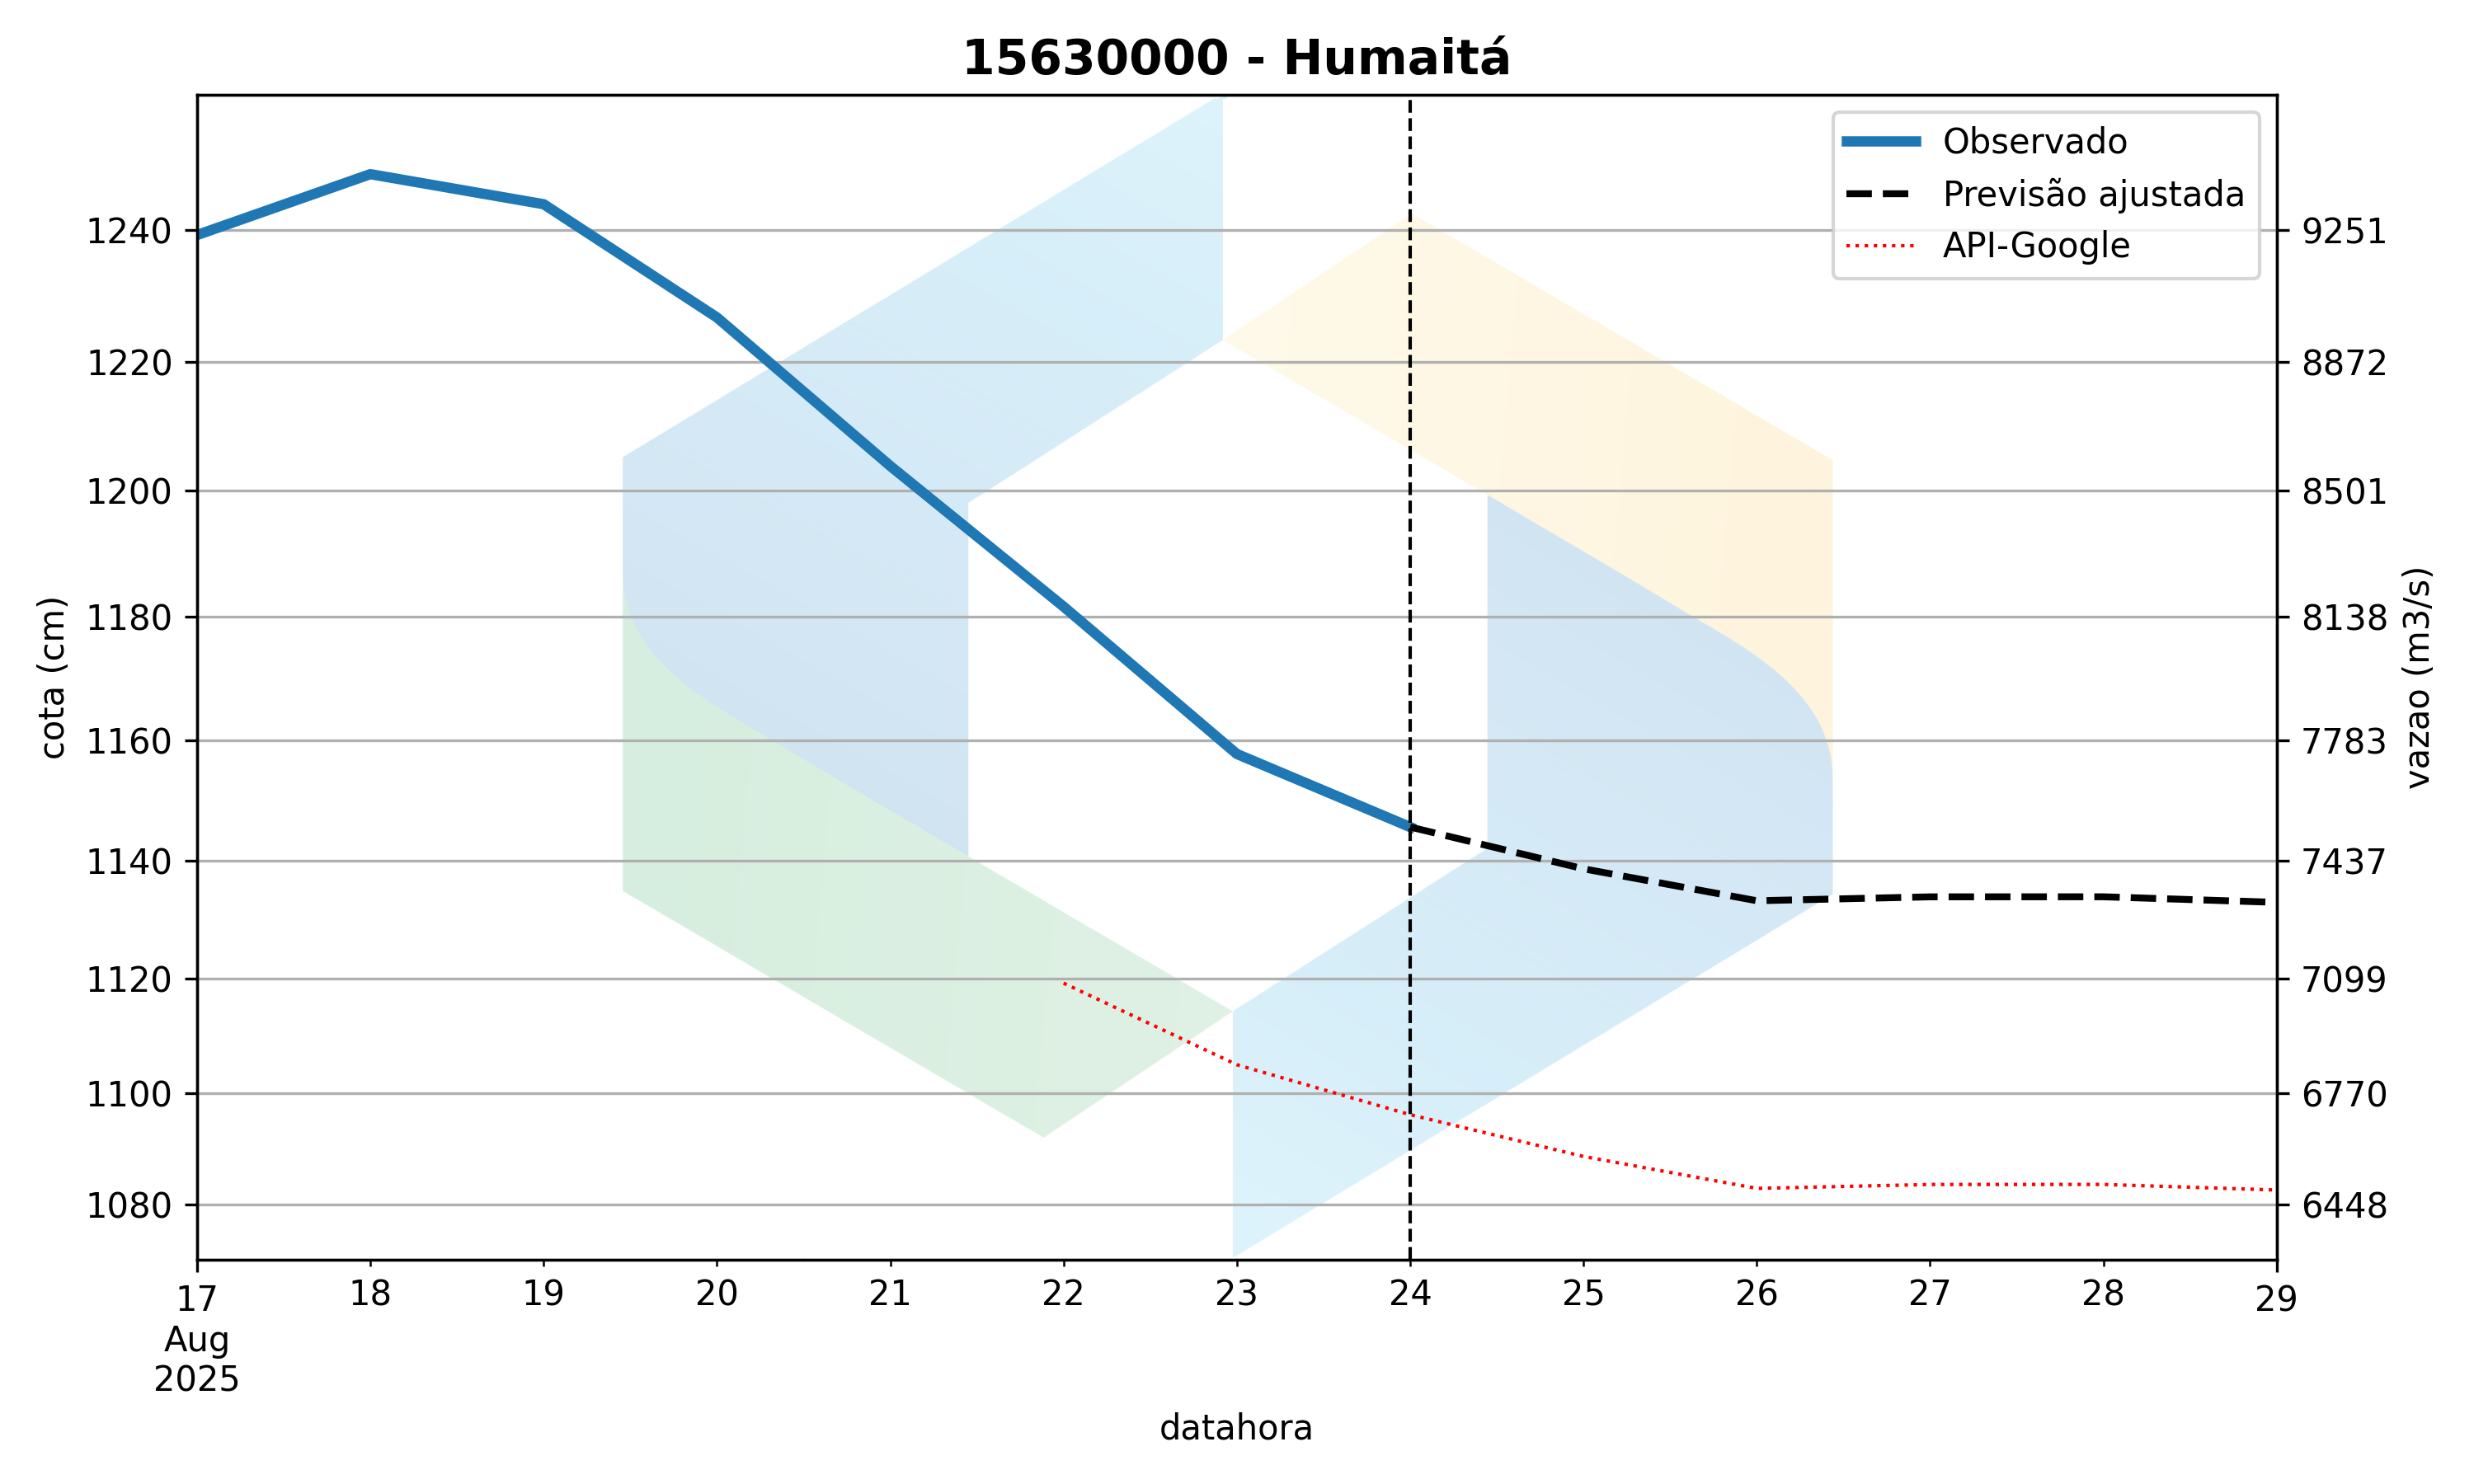 15630000 - Humaitá
Observado
Previsão ajustada
API-Google
1240
1220
1200
1180
1160
1140
1120
1100
1080
cota (cm)
9251
8872
8501
8138
7783
7437
7099
6770
6448
vazao (m3/s)
17 18 19 20 21 22 23 24 25 26 27 28 29
Aug
2025
datahora